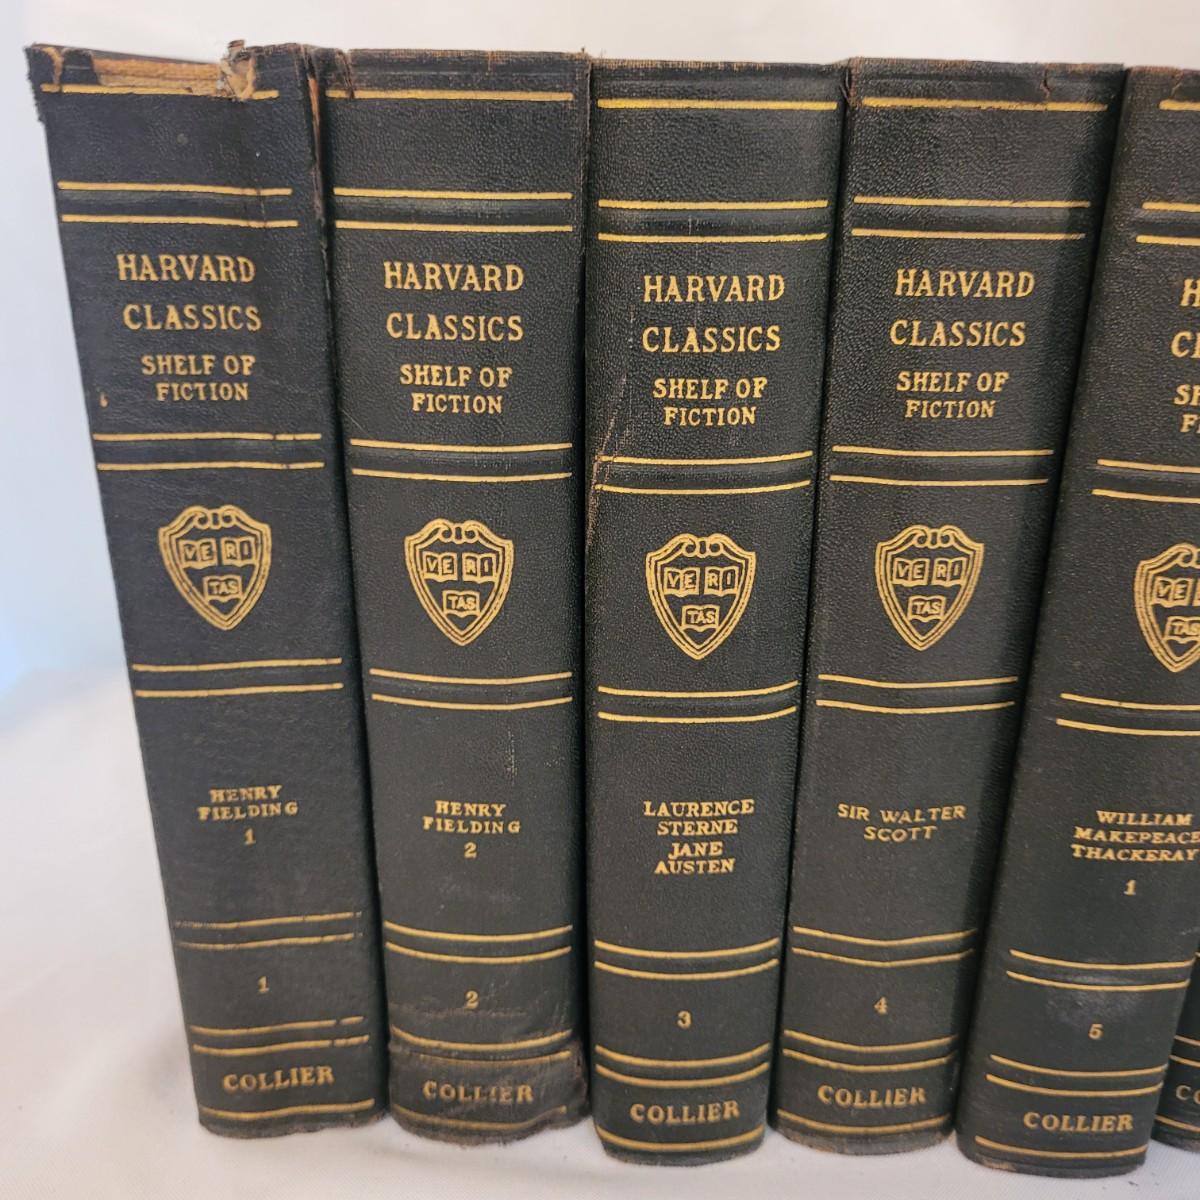 HARVARD
CLASSICS
SHELF OF
FICTION
VE RI
TAS
HENRY
FIELDING
1
1
COLLIER
HARVARD
CLASSICS
SHELF OF
FICTION
VE RI
TAS
HENRY
FIELDING
2
2
COLLIER
HARVARD
CLASSICS
SHELF OF
FICTION
VE RI
TAS
LAURENCE
STERNE
JANE
AUSTEN
3
COLLIER
HARVARD
CLASSICS
SHELF OF
FICTION
VE RI
TAS
SIR WALTER
SCOTT
4
COLLIER
VE
TAS
WILLIAM
MAKEPEACE
THACKERAY
1
5
COLLIER